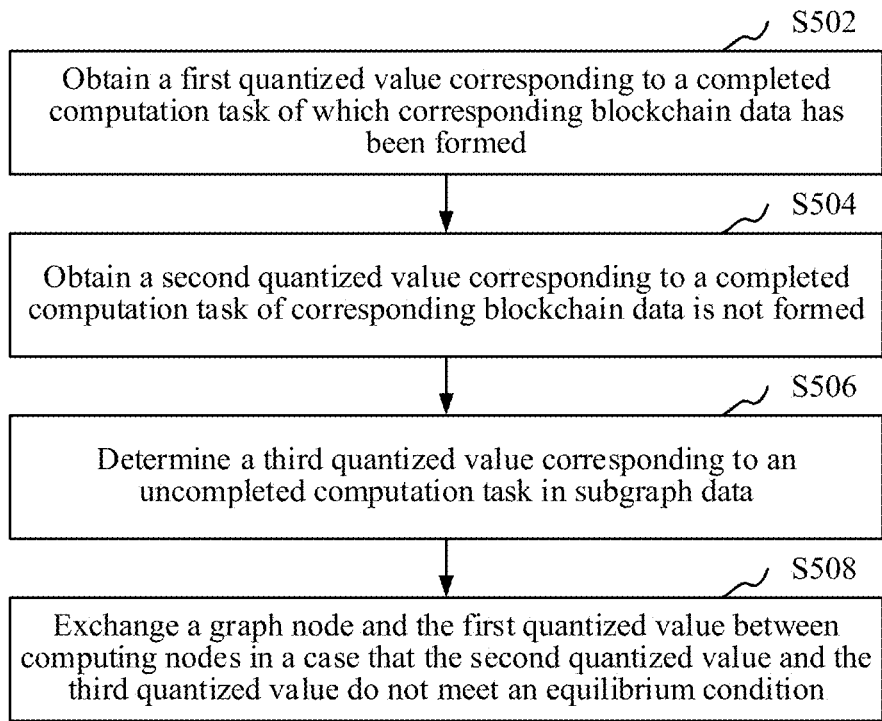 S502
Obtain a first quantized value corresponding to a completed
computation task of which corresponding blockchain data has
been formed
S504
Obtain a second quantized value corresponding to a completed
computation task of corresponding blockchain data is not formed
S506
Determine a third quantized value corresponding to an
uncompleted computation task in subgraph data
S508
Exchange a graph node and the first quantized value between
computing nodes in a case that the second quantized value and the
third quantized value do not meet an equilibrium condition